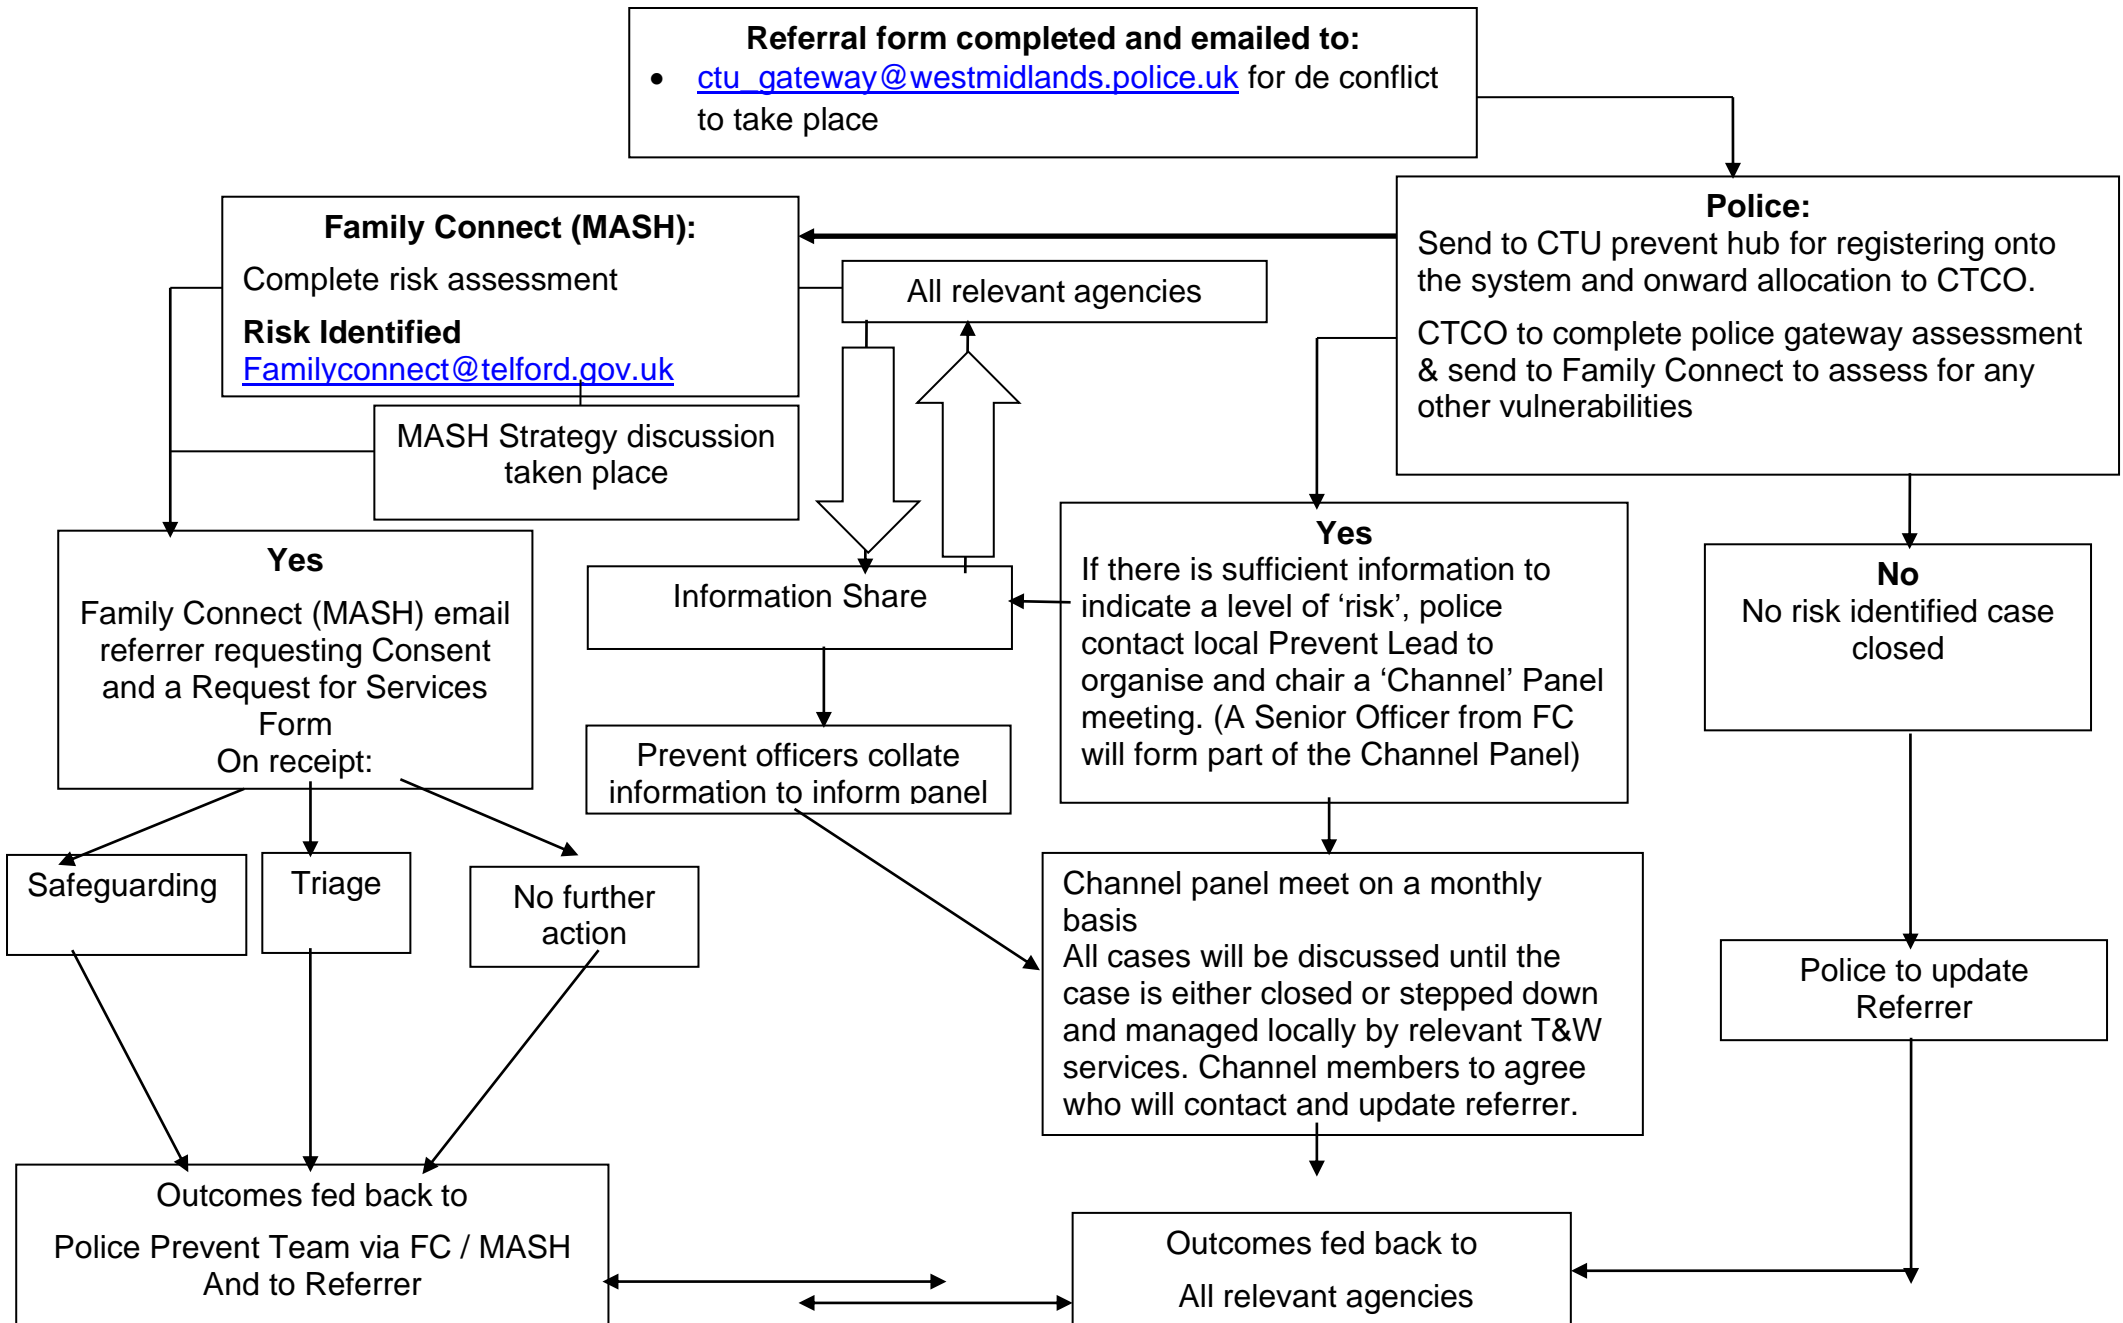 Referral form completed and emailed to:
• ctu_gateway@westmidlands.police.uk for de conflict
to take place
Family Connect (MASH):
Complete risk assessment
Risk Identified
Familyconnect@telford.gov.uk
All relevant agencies
Police:
Send to CTU prevent hub for registering onto
the system and onward allocation to CTCO.
CTCO to complete police gateway assessment
& send to Family Connect to assess for any
other vulnerabilities
MASH Strategy discussion
taken place
Yes
Family Connect (MASH) email
referrer requesting Consent
and a Request for Services
Form
On receipt:
Information Share
Yes
If there is sufficient information to
indicate a level of ‘risk’, police
contact local Prevent Lead to
organise and chair a ‘Channel’ Panel
meeting. (A Senior Officer from FC
will form part of the Channel Panel)
No
No risk identified case
closed
Prevent officers collate
information to inform panel
Safeguarding
Triage
No further
action
Channel panel meet on a monthly
basis
All cases will be discussed until the
case is either closed or stepped down
and managed locally by relevant T&W
services. Channel members to agree
who will contact and update referrer.
Police to update
Referrer
Outcomes fed back to
Police Prevent Team via FC / MASH
And to Referrer
Outcomes fed back to
All relevant agencies